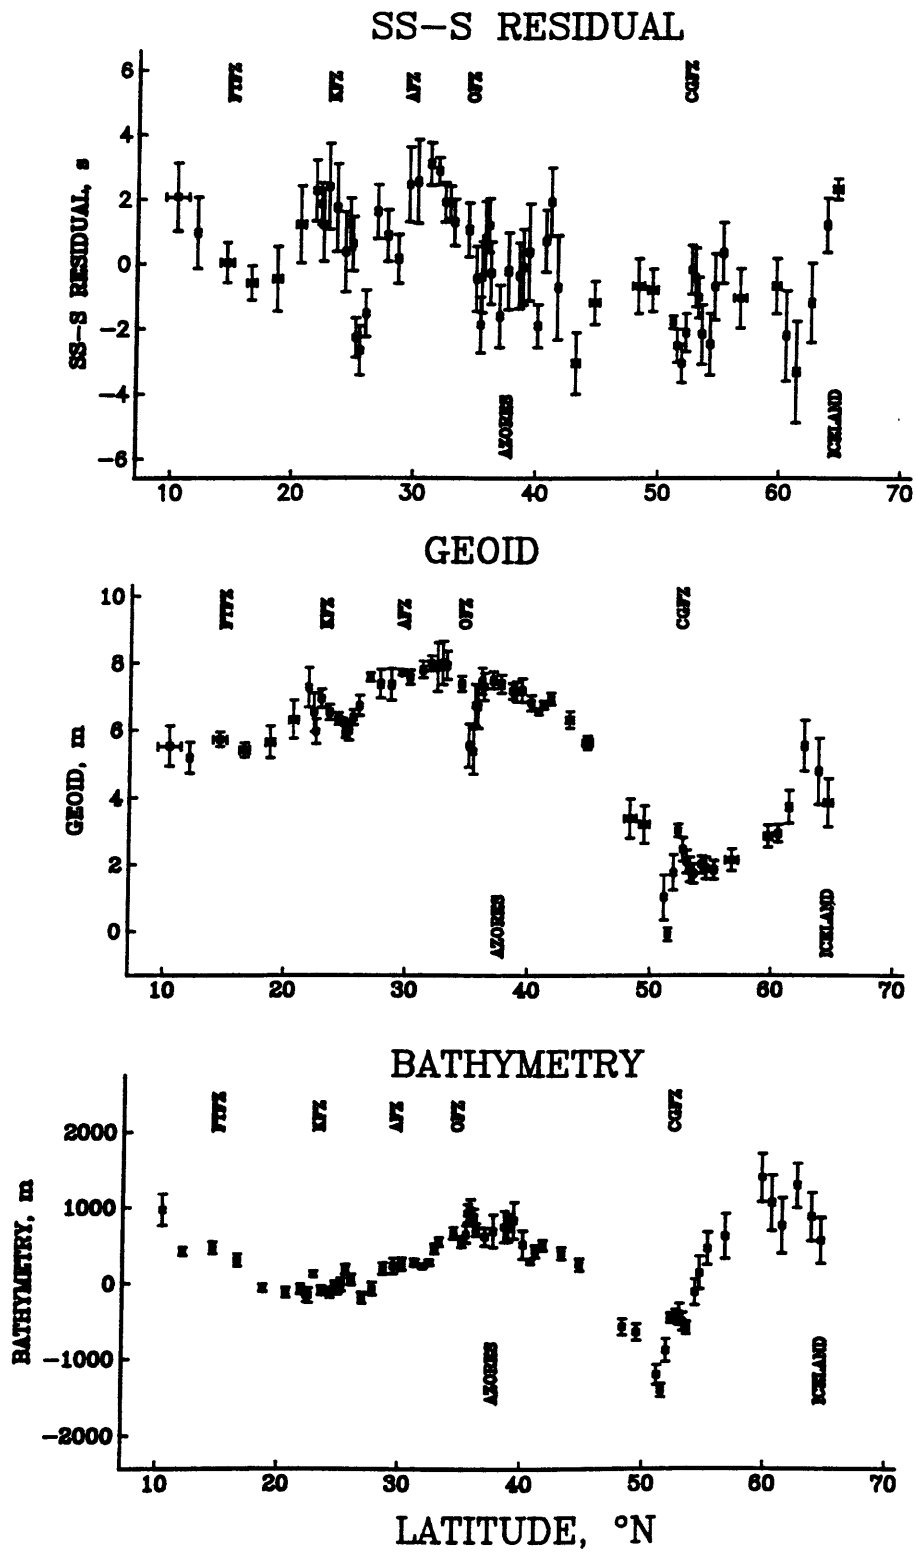 SS-S RESIDUAL
FTFZ KFZ AFZ OFZ CGFZ
6
4
2
0
-2
-4
-6
SS-S RESIDUAL, s
AZORES ICELAND
10 20 30 40 50 60 70
GEOID
FTFZ KFZ AFZ OFZ CGFZ
10
8
6
4
2
0
GEOID, m
AZORES ICELAND
10 20 30 40 50 60 70
BATHYMETRY
FTFZ KFZ AFZ OFZ CGFZ
2000
1000
0
-1000
-2000
BATHYMETRY, m
AZORES ICELAND
10 20 30 40 50 60 70
LATITUDE, °N